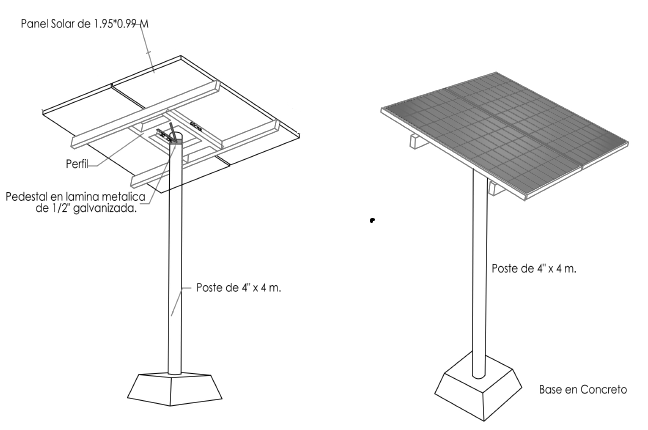 Panel Solar de 1.95*0.99 M
Perfil
Pedestal en lamina metalica
de 1/2" galvanizada.
Poste de 4" x 4 m.
Poste de 4" x 4 m.
Base en Concreto